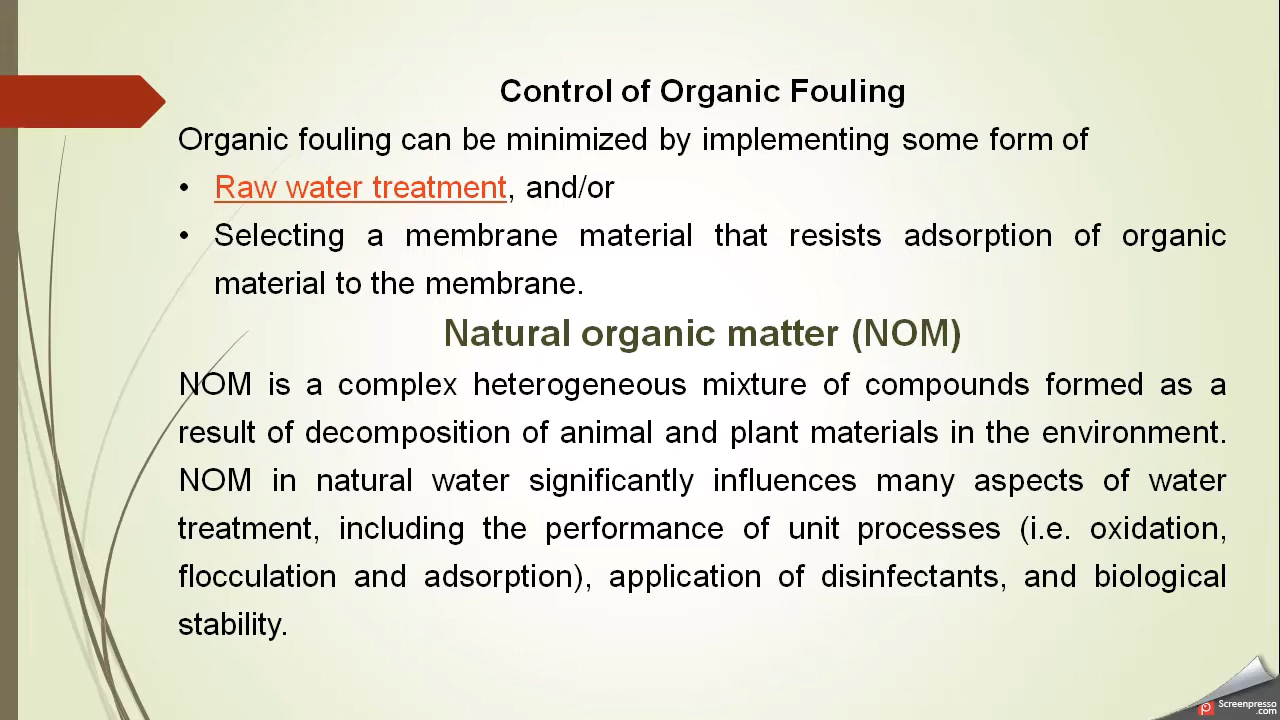 Control of Organic Fouling
Organic fouling can be minimized by implementing some form of
• Raw water treatment, and/or
• Selecting a membrane material that resists adsorption of organic
material to the membrane.
Natural organic matter (NOM)
NOM is a complex heterogeneous mixture of compounds formed as a
result of decomposition of animal and plant materials in the environment.
NOM in natural water significantly influences many aspects of water
treatment, including the performance of unit processes (i.e. oxidation,
flocculation and adsorption), application of disinfectants, and biological
stability.
Screenpresso
.com